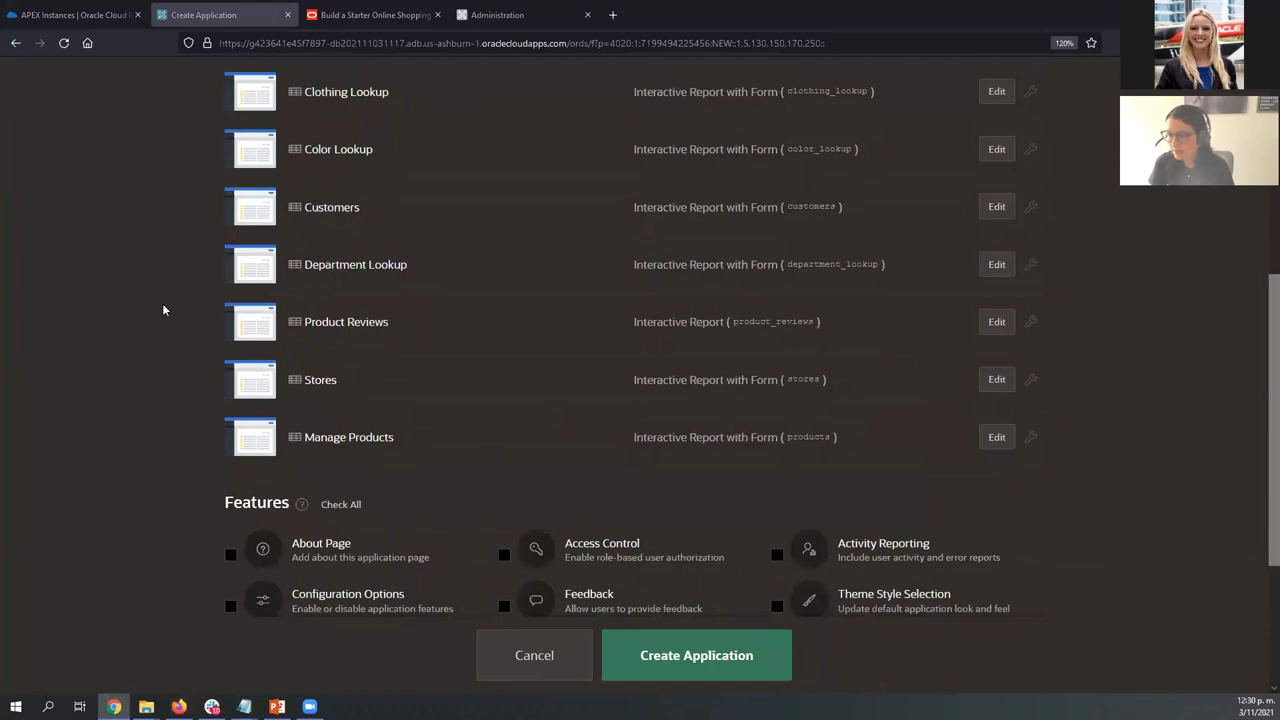 APEX Instances | Oracle Cloud I
Create Application
Build a Sample Online Shopping
120%
Clothing Lookup
Interactive Report with Form ( clothing_lookup )
Edit
Color Lookup
Interactive Report with Form ( color_lookup )
Edit
Customers
Interactive Report with Form ( customers )
Edit
Department Lookup
Interactive Report with Form ( department_lookup )
Edit
Product Reviews
Interactive Report ( product_reviews )
Edit
Stores
Interactive Report with Form ( stores )
Edit
Manage Products
Interactive Report with Form ( products )
Edit
Features
Check All
About Page
Add about this application page
Access Control
Enable role-based user authorization
Activity Reporting
Include user activity and error reports
Configuration Options
Enable or disable application features
Feedback
Allow users to provide feedback
Theme Style Selection
Update default application look and feel
Cancel
Create Application
12:30 p. m.
3/11/2021